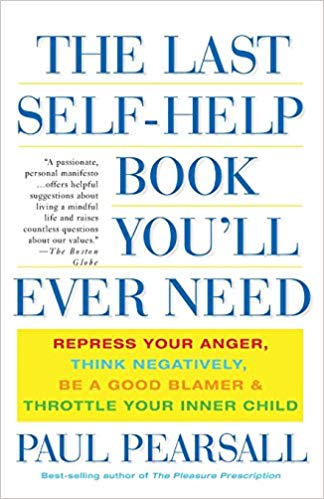 THE LAST
SELF-HELP
BOOK
YOU'LL
EVER NEED
"A passionate,
personal manifesto
...offers helpful
suggestions about
living a mindful
life and raises
countless questions
about our values."
—The Boston
Globe
REPRESS YOUR ANGER,
THINK NEGATIVELY,
BE A GOOD BLAMER &
THROTTLE YOUR INNER CHILD
PAUL PEARSALL
Best-selling author of The Pleasure Prescription